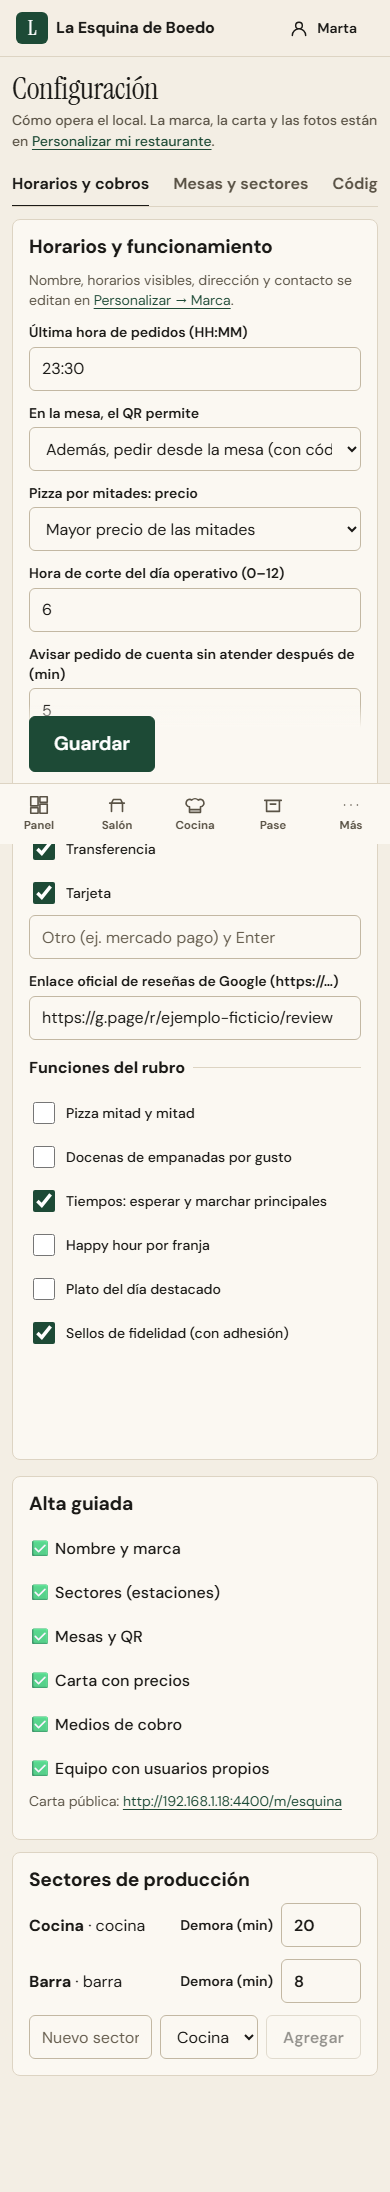 L La Esquina de Boedo Marta
Configuración
Cómo opera el local. La marca, la carta y las fotos están
en Personalizar mi restaurante.
Horarios y cobros Mesas y sectores Códig
Horarios y funcionamiento
Nombre, horarios visibles, dirección y contacto se
editan en Personalizar → Marca.
Última hora de pedidos (HH:MM)
23:30
En la mesa, el QR permite
Además, pedir desde la mesa (con cód
Pizza por mitades: precio
Mayor precio de las mitades
Hora de corte del día operativo (0–12)
6
Avisar pedido de cuenta sin atender después de
(min)
5
Guardar
Panel Salón Cocina Pase Más
Transferencia
Tarjeta
Otro (ej. mercado pago) y Enter
Enlace oficial de reseñas de Google (https://…)
https://g.page/r/ejemplo-ficticio/review
Funciones del rubro
Pizza mitad y mitad
Docenas de empanadas por gusto
Tiempos: esperar y marchar principales
Happy hour por franja
Plato del día destacado
Sellos de fidelidad (con adhesión)
Alta guiada
Nombre y marca
Sectores (estaciones)
Mesas y QR
Carta con precios
Medios de cobro
Equipo con usuarios propios
Carta pública: http://192.168.1.18:4400/m/esquina
Sectores de producción
Cocina · cocina Demora (min) 20
Barra · barra Demora (min) 8
Nuevo sector Cocina Agregar